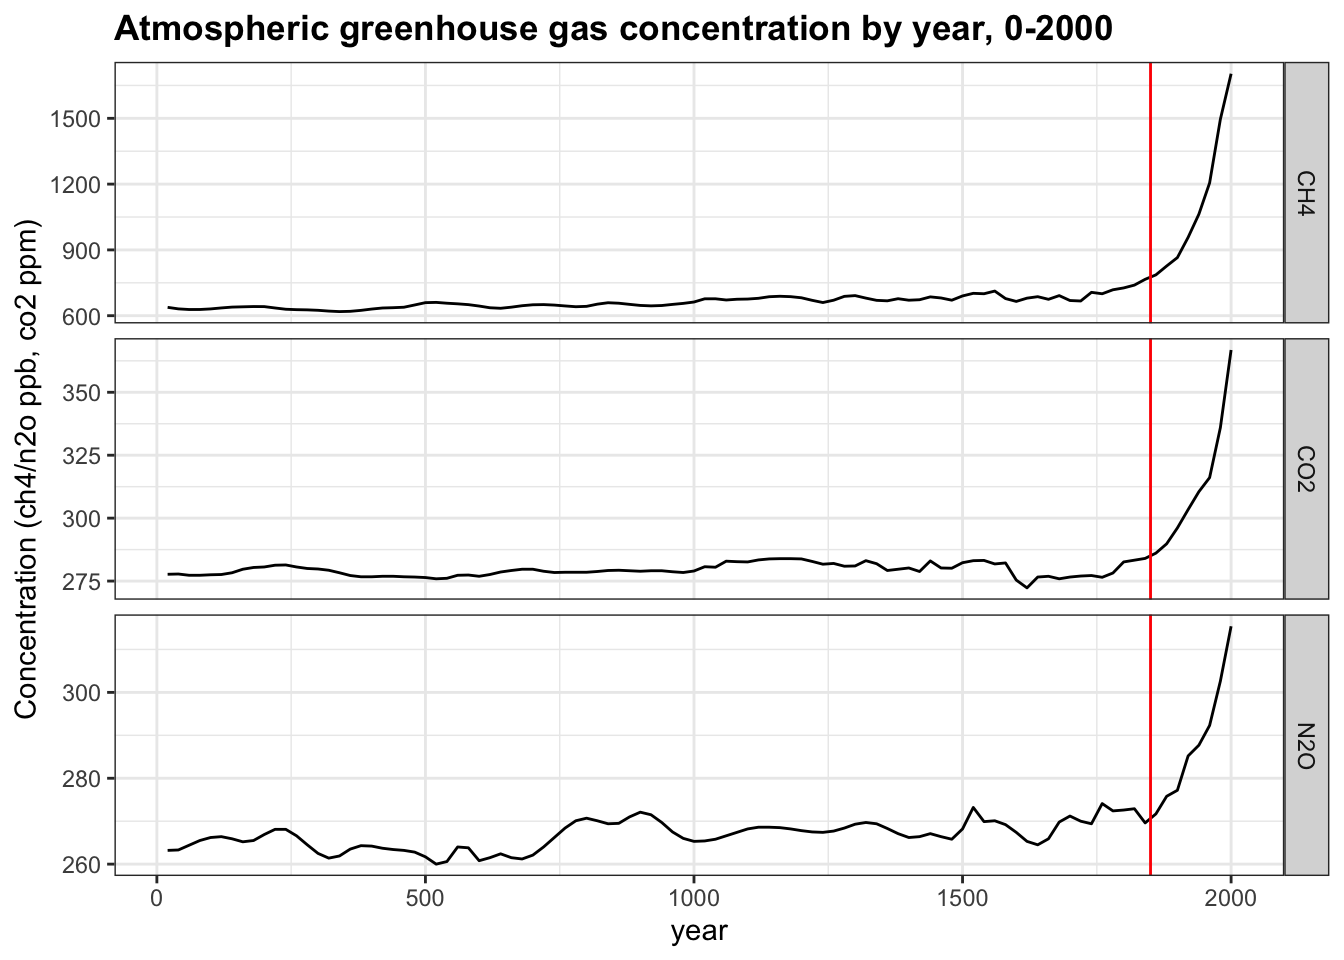 Atmospheric greenhouse gas concentration by year, 0-2000
Concentration (ch4/n2o ppb, co2 ppm)
1500
1200
900
600
CH4
350
325
300
275
CO2
300
280
260
N2O
0 500 1000 1500 2000
year